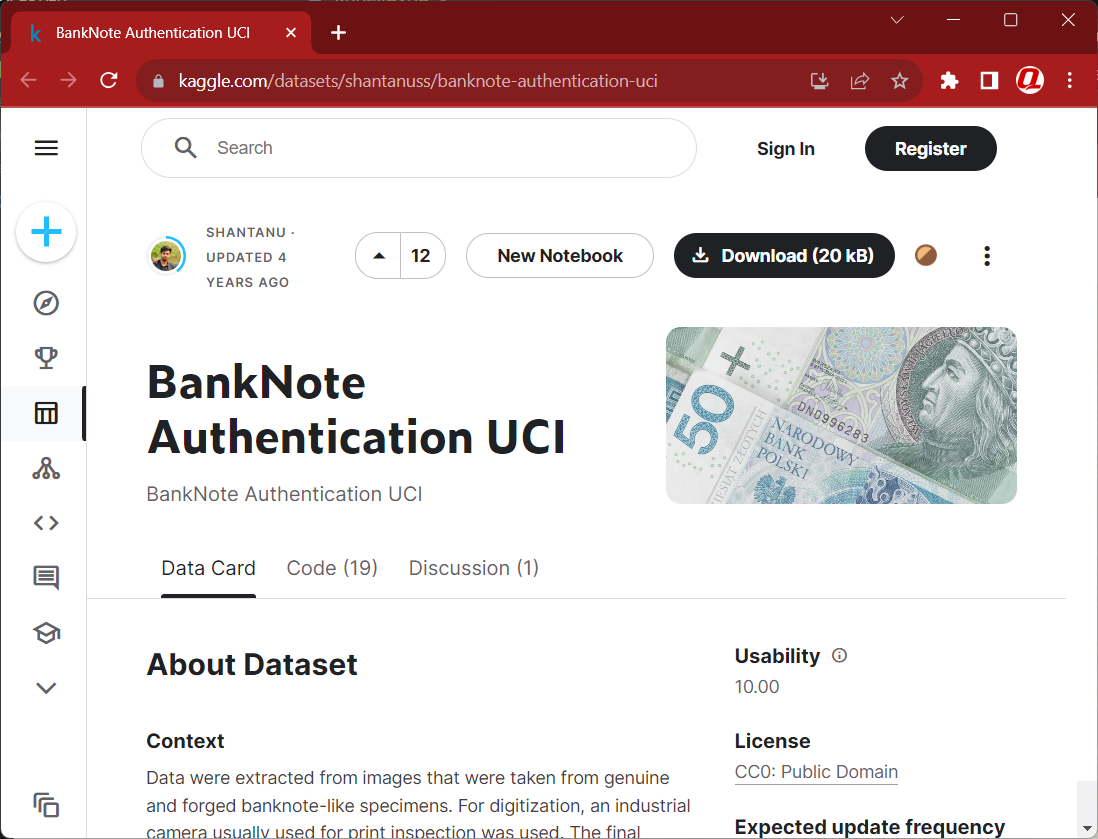 BankNote Authentication UCI
kaggle.com/datasets/shantanuss/banknote-authentication-uci
Search
Sign In
Register
SHANTANU ·
UPDATED 4
YEARS AGO
12
New Notebook
Download (20 kB)
BankNote
Authentication UCI
BankNote Authentication UCI
50
DN0996283
NARODOWY
BANK
POLSKI
Data Card
Code (19)
Discussion (1)
About Dataset
Usability
10.00
Context
License
Data were extracted from images that were taken from genuine
CC0: Public Domain
and forged banknote-like specimens. For digitization, an industrial
camera usually used for print inspection was used. The final
Expected update frequency